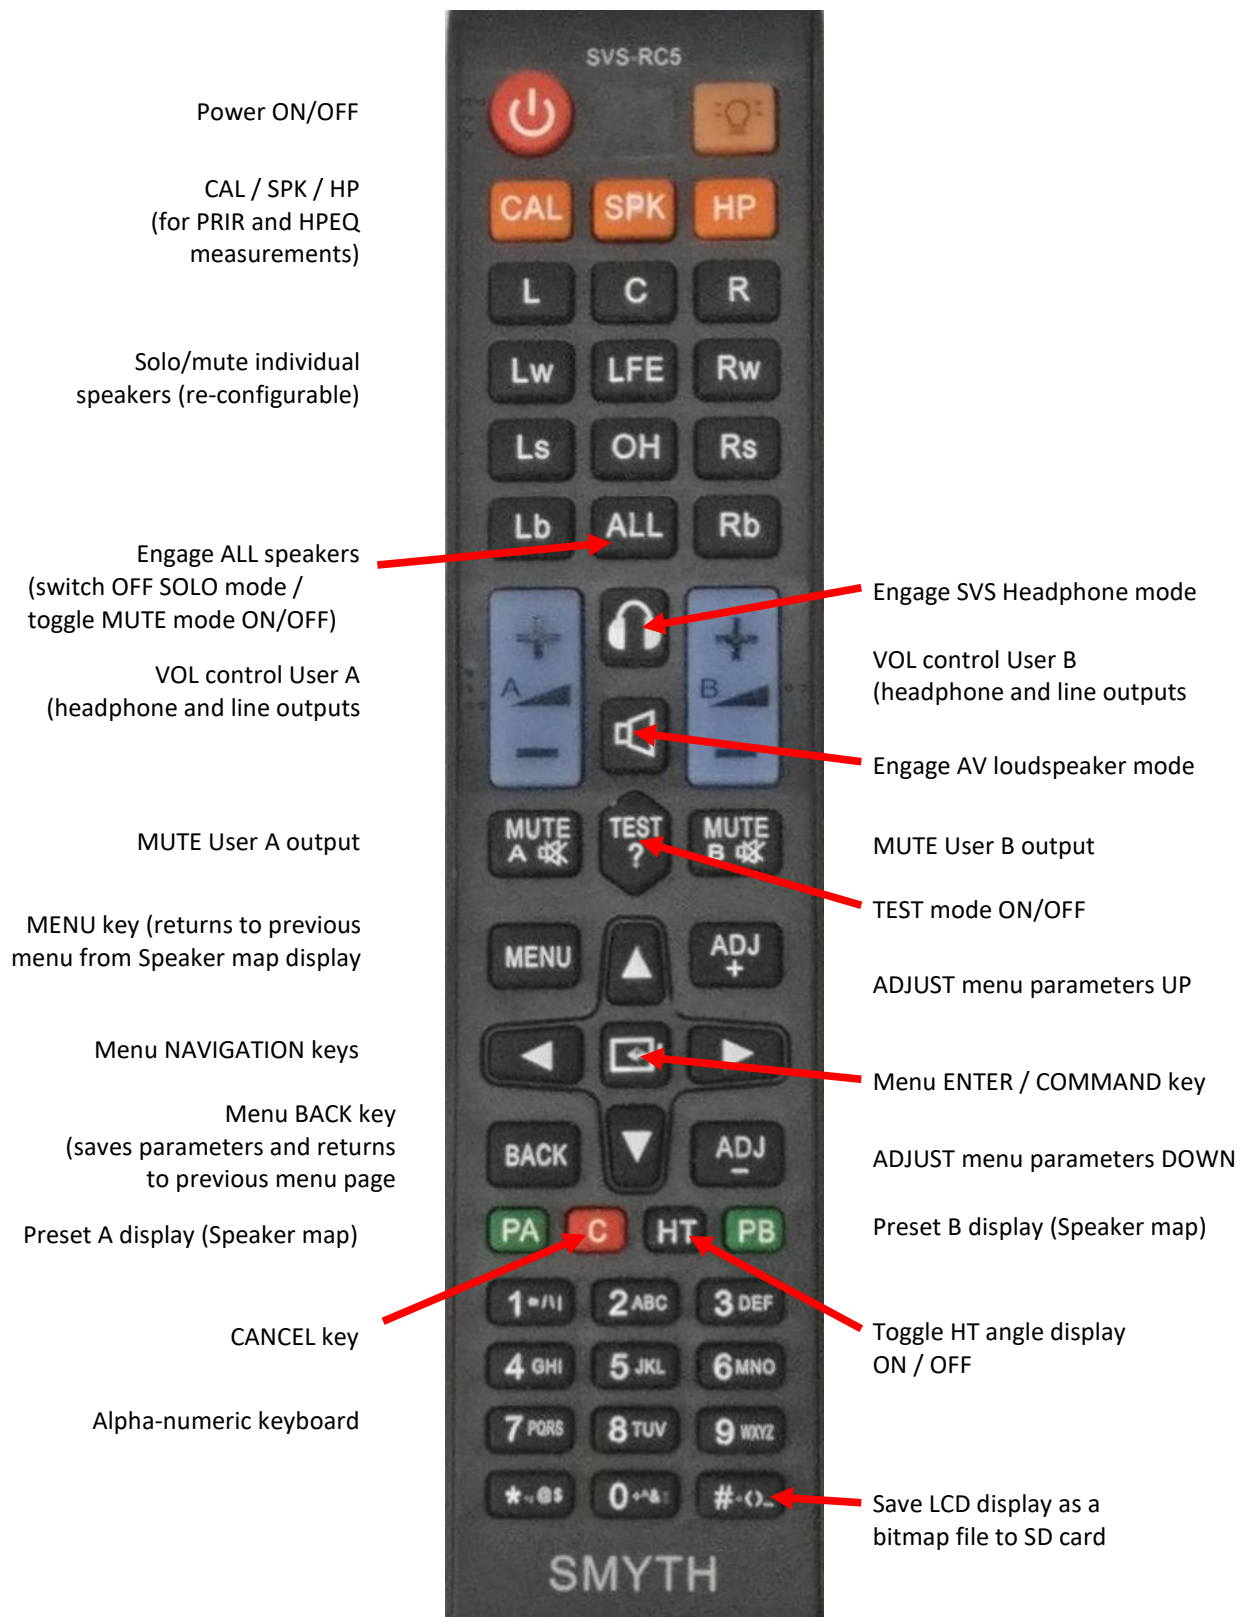 SVS-RC5
Power ON/OFF
CAL / SPK / HP
(for PRIR and HPEQ
measurements)
CAL SPK HP
L C R
Solo/mute individual
speakers (re-configurable)
Lw LFE Rw
Ls OH Rs
Lb ALL Rb
Engage ALL speakers
(switch OFF SOLO mode /
toggle MUTE mode ON/OFF)
Engage SVS Headphone mode
VOL control User A
(headphone and line outputs
+ +
A B
- -
VOL control User B
(headphone and line outputs
Engage AV loudspeaker mode
MUTE User A output
MUTE A
TEST ?
MUTE B
MUTE User B output
TEST mode ON/OFF
MENU key (returns to previous
menu from Speaker map display
MENU ADJ +
ADJUST menu parameters UP
Menu NAVIGATION keys
Menu ENTER / COMMAND key
Menu BACK key
(saves parameters and returns
to previous menu page
BACK ADJ -
ADJUST menu parameters DOWN
Preset A display (Speaker map)
PA C HT PB
Preset B display (Speaker map)
1 2 ABC 3 DEF
CANCEL key
Toggle HT angle display
ON / OFF
4 GHI 5 JKL 6 MNO
Alpha-numeric keyboard
7 PQRS 8 TUV 9 WXYZ
* @$ 0 #
Save LCD display as a
bitmap file to SD card
SMYTH